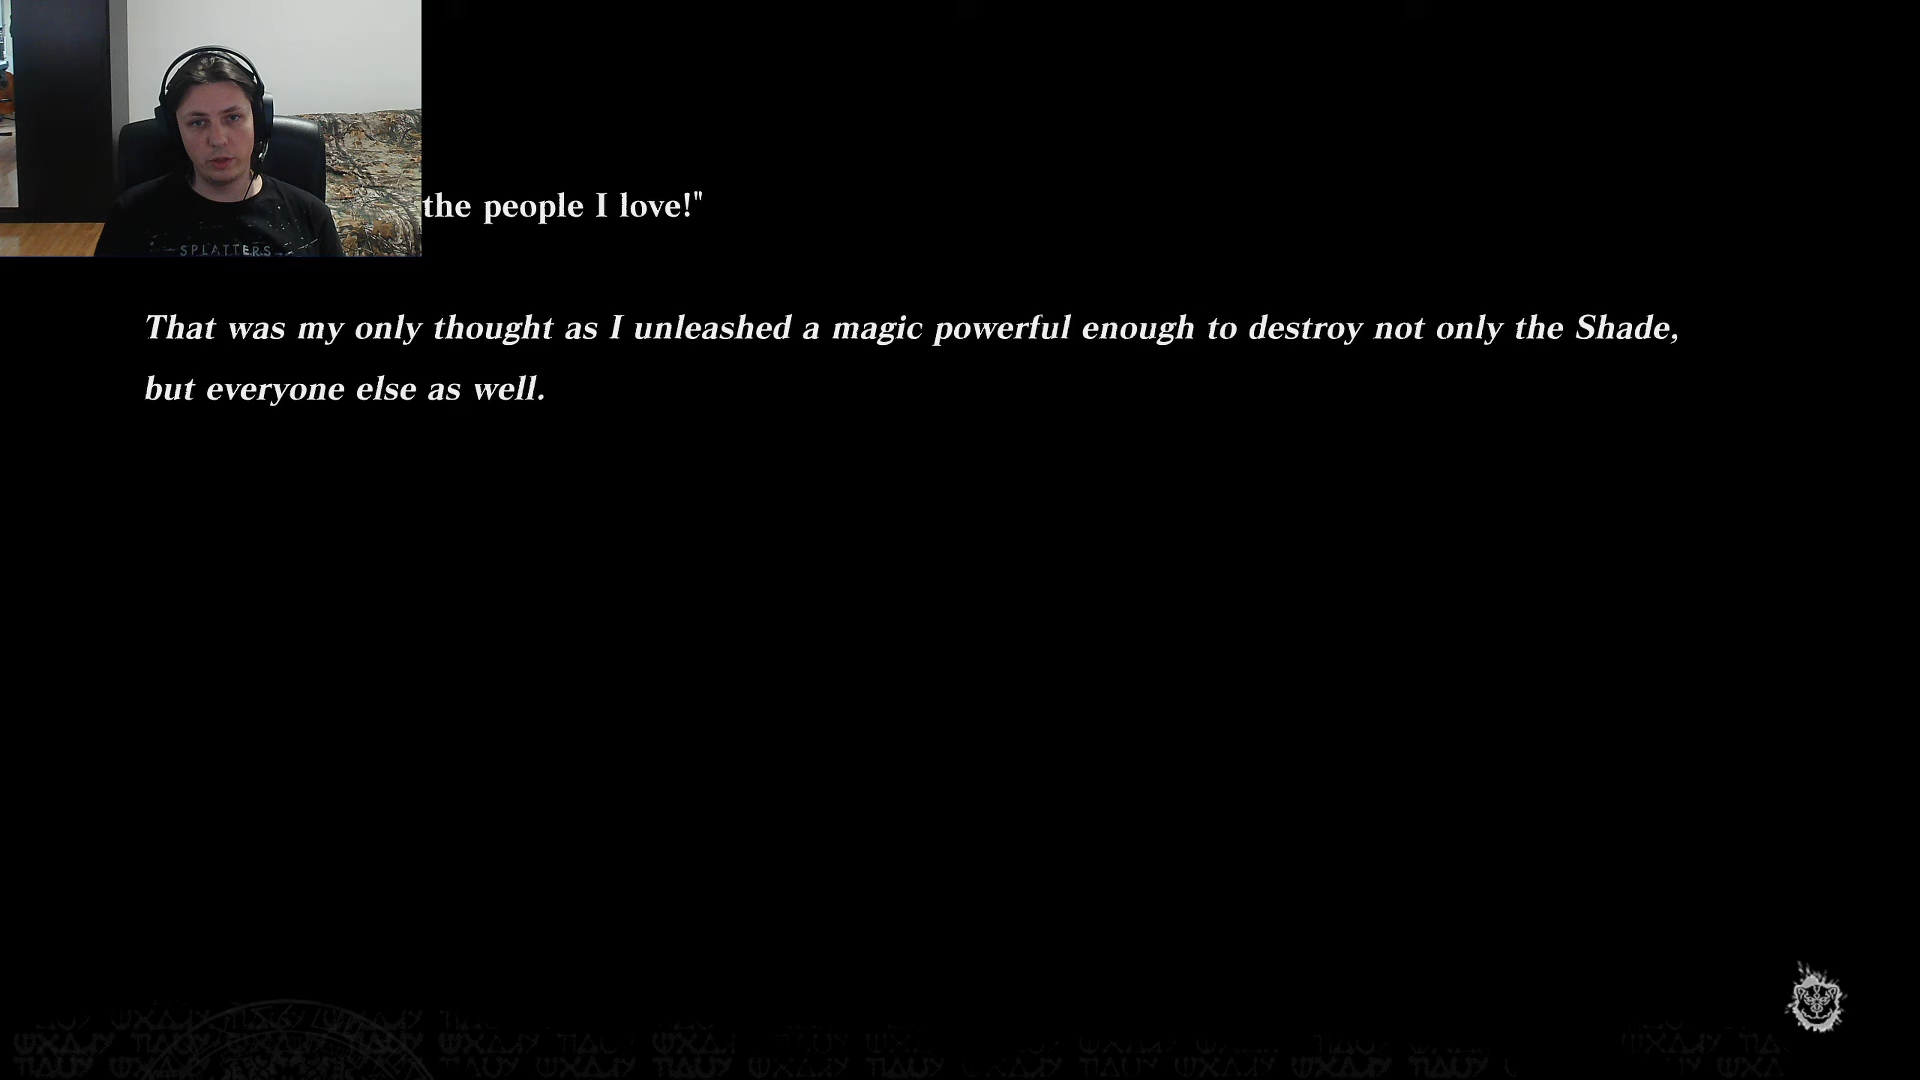 SPLATTERS
the people I love!"
That was my only thought as I unleashed a magic powerful enough to destroy not only the Shade,
but everyone else as well.